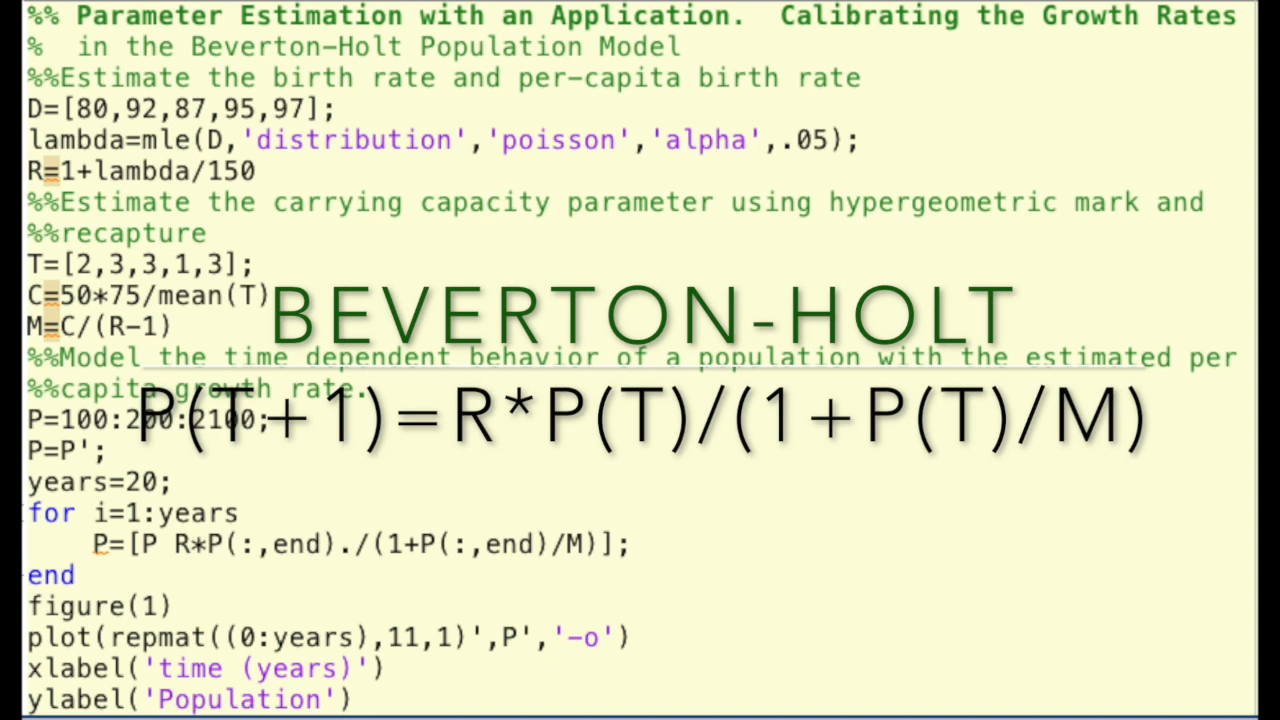 %% Parameter Estimation with an Application.  Calibrating the Growth Rates
%  in the Beverton-Holt Population Model
%%Estimate the birth rate and per-capita birth rate
D=[80,92,87,95,97];
lambda=mle(D,'distribution','poisson','alpha',.05);
R=1+lambda/150
%%Estimate the carrying capacity parameter using hypergeometric mark and
%%recapture
T=[2,3,3,1,3];
C=50*75/mean(T)
M=C/(R-1)
BEVERTON-HOLT
%%Model the time dependent behavior of a population with the estimated per
%%capita growth rate.
P=100:200:2100;
P(T+1)=R*P(T)/(1+P(T)/M)
P=P';
years=20;
for i=1:years
    P=[P R*P(:,end)./(1+P(:,end)/M)];
end
figure(1)
plot(repmat((0:years),11,1)',P','-o')
xlabel('time (years)')
ylabel('Population')